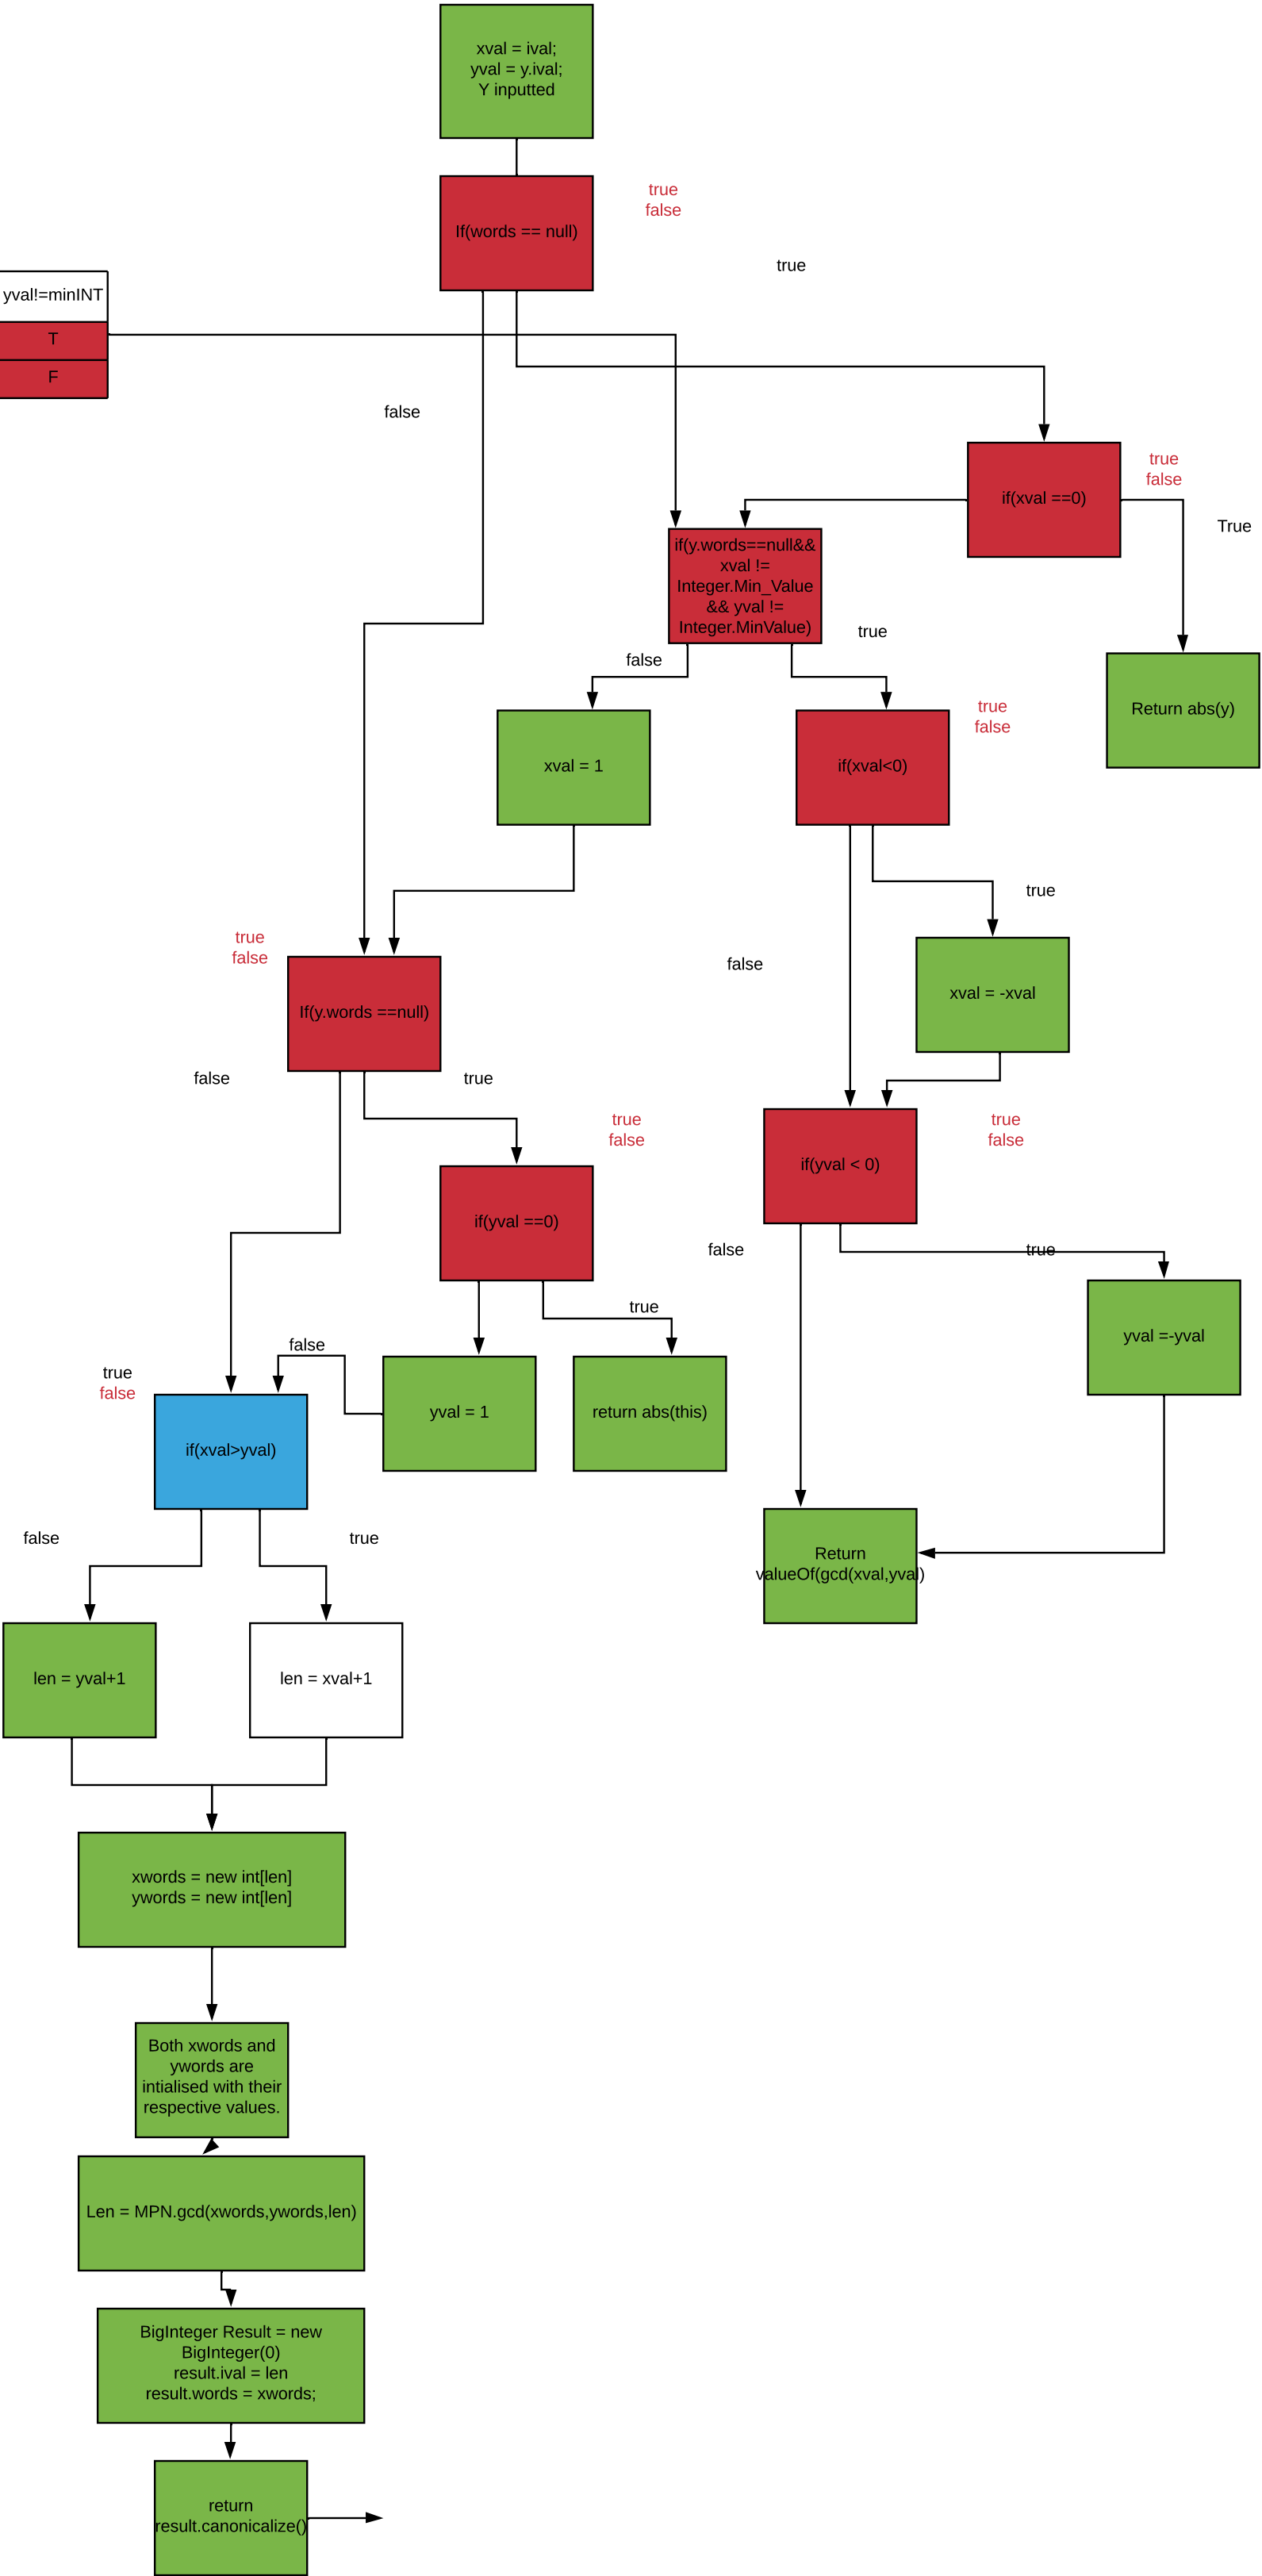 xval = ival;
yval = y.ival;
Y inputted
If(words == null)
true
false
true
yval!=minINT
T
F
false
if(xval ==0)
true
false
True
if(y.words==null&&
xval !=
Integer.Min_Value
&& yval !=
Integer.MinValue)
true
false
Return abs(y)
xval = 1
if(xval<0)
true
false
true
true
false
false
xval = -xval
If(y.words ==null)
false
true
true
false
if(yval < 0)
true
false
if(yval ==0)
false
true
true
yval =-yval
false
true
false
yval = 1
return abs(this)
if(xval>yval)
false
true
Return
valueOf(gcd(xval,yval)
len = yval+1
len = xval+1
xwords = new int[len]
ywords = new int[len]
Both xwords and
ywords are
intialised with their
respective values.
Len = MPN.gcd(xwords,ywords,len)
BigInteger Result = new
BigInteger(0)
result.ival = len
result.words = xwords;
return
result.canonicalize()